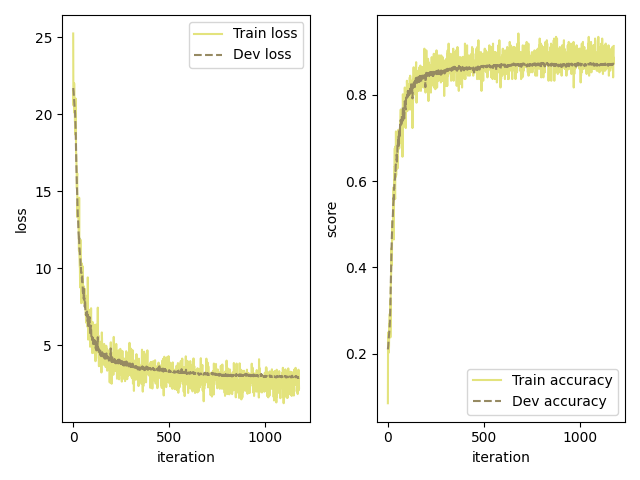 25
20
15
10
5
loss
0
500
1000
iteration
Train loss
Dev loss
0.8
0.6
0.4
0.2
score
0
500
1000
iteration
Train accuracy
Dev accuracy